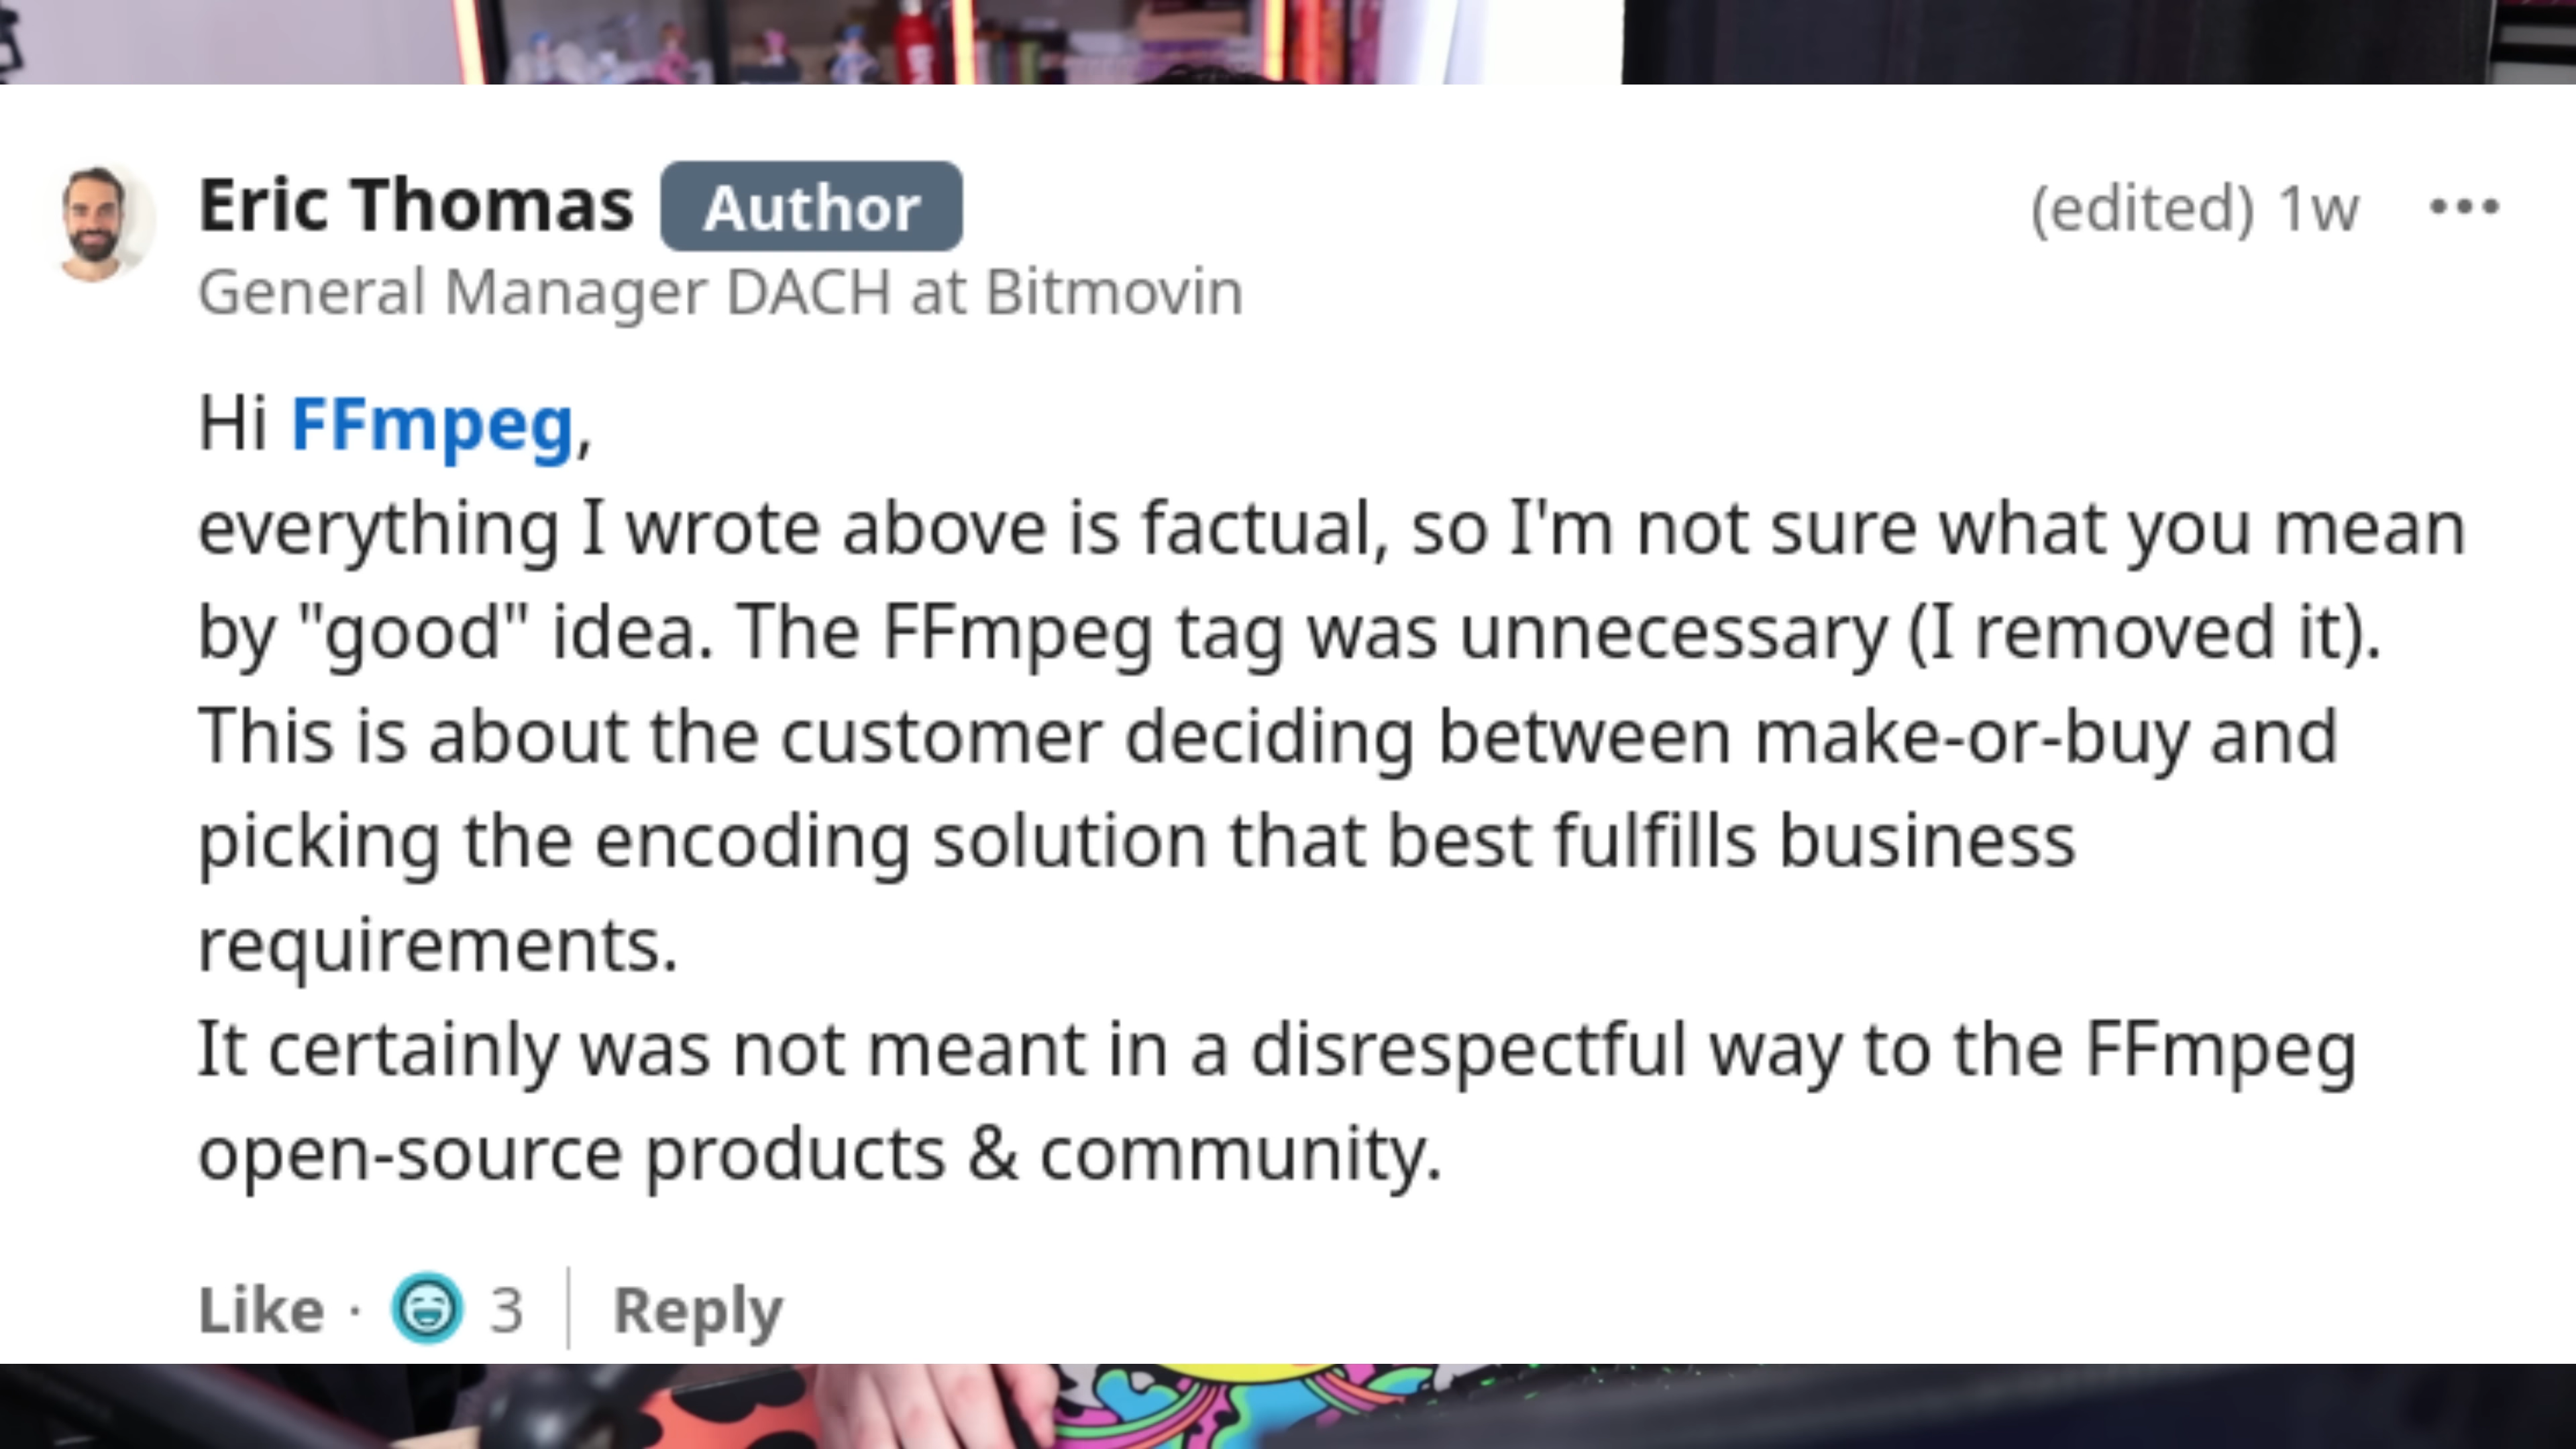 Eric Thomas Author (edited) 1w ...
General Manager DACH at Bitmovin
Hi FFmpeg,
everything I wrote above is factual, so I'm not sure what you mean
by "good" idea. The FFmpeg tag was unnecessary (I removed it).
This is about the customer deciding between make-or-buy and
picking the encoding solution that best fulfills business
requirements.
It certainly was not meant in a disrespectful way to the FFmpeg
open-source products & community.
Like · 3 | Reply